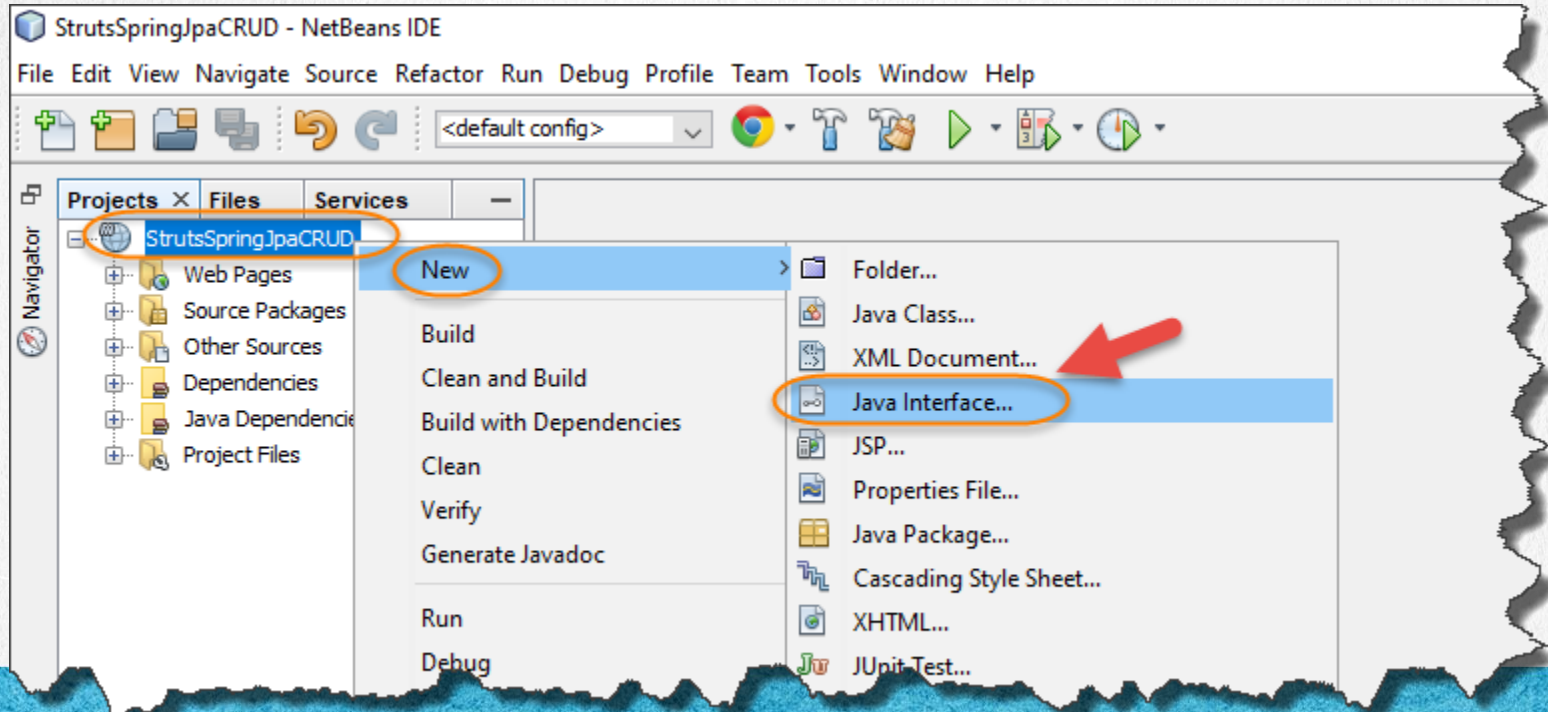 StrutsSpringJpaCRUD - NetBeans IDE
File Edit View Navigate Source Refactor Run Debug Profile Team Tools Window Help
<default config>
Projects Files Services
Navigator
StrutsSpringJpaCRUD
Web Pages
Source Packages
Other Sources
Dependencies
Java Dependencie
Project Files
New
Build
Clean and Build
Build with Dependencies
Clean
Verify
Generate Javadoc
Run
Debug
Folder...
Java Class...
XML Document...
Java Interface...
JSP...
Properties File...
Java Package...
Cascading Style Sheet...
XHTML...
JUnit Test...